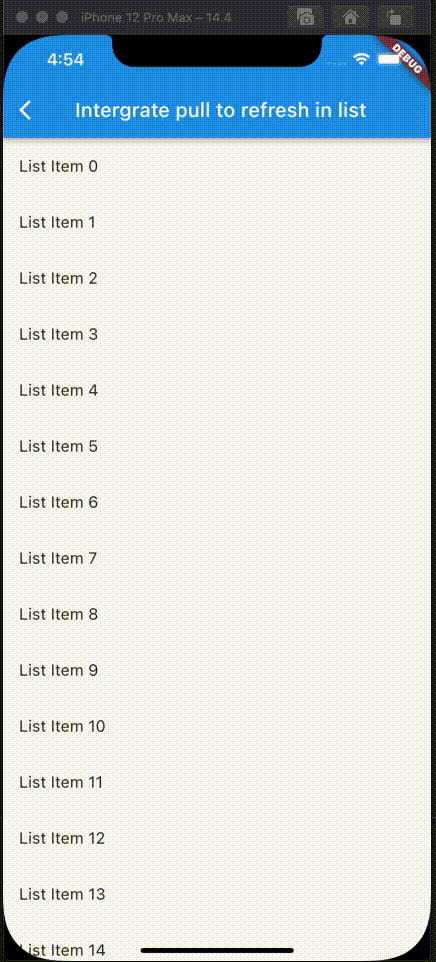 iPhone 12 Pro Max – 14.4
4:54
DEBUG
Intergrate pull to refresh in list
List Item 0
List Item 1
List Item 2
List Item 3
List Item 4
List Item 5
List Item 6
List Item 7
List Item 8
List Item 9
List Item 10
List Item 11
List Item 12
List Item 13
List Item 14